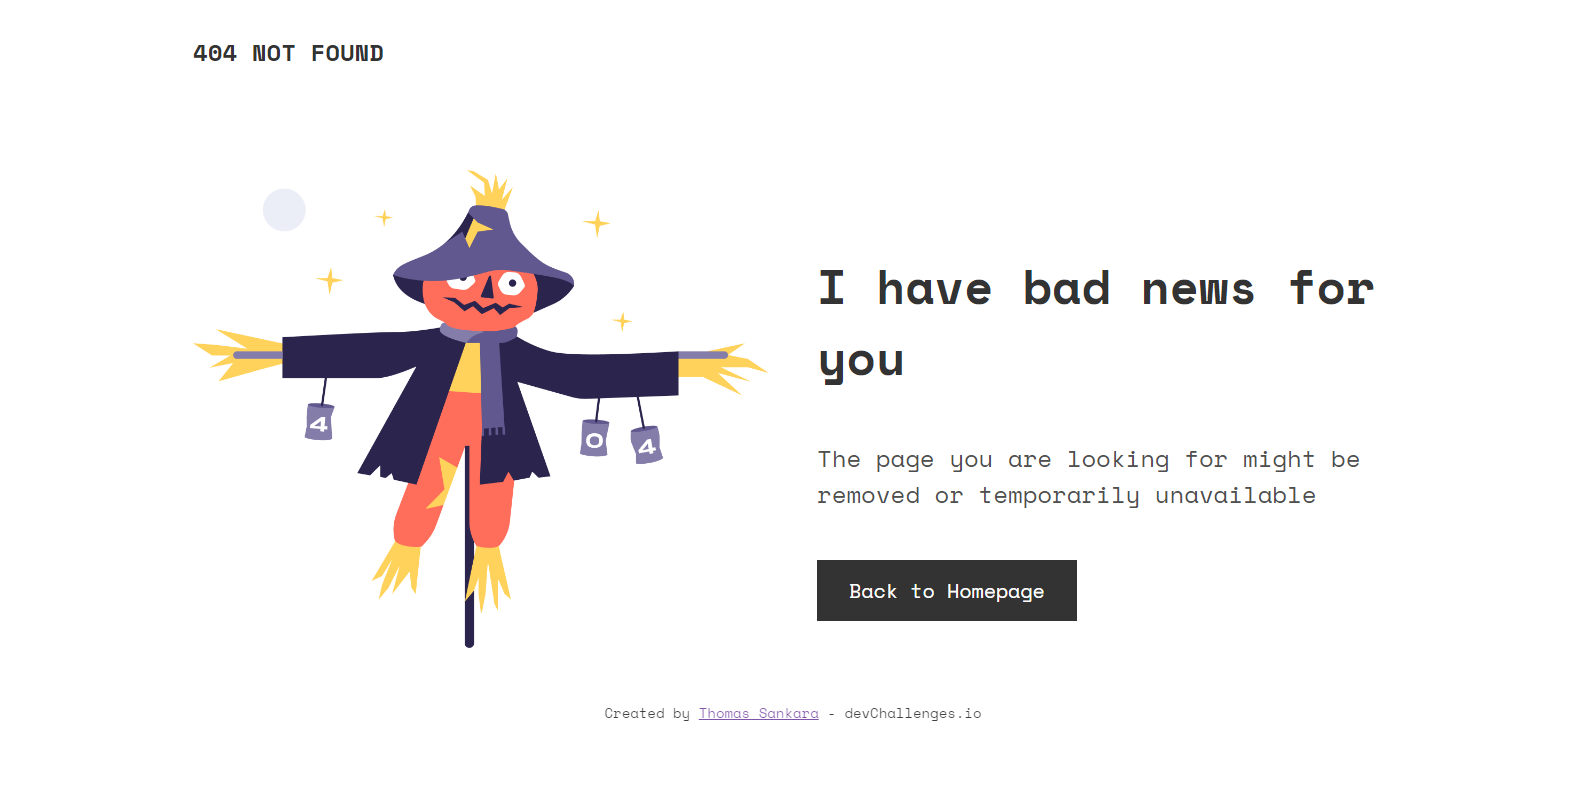 404 NOT FOUND
4
0
4
I have bad news for
you
The page you are looking for might be
removed or temporarily unavailable
Back to Homepage
Created by Thomas Sankara - devChallenges.io